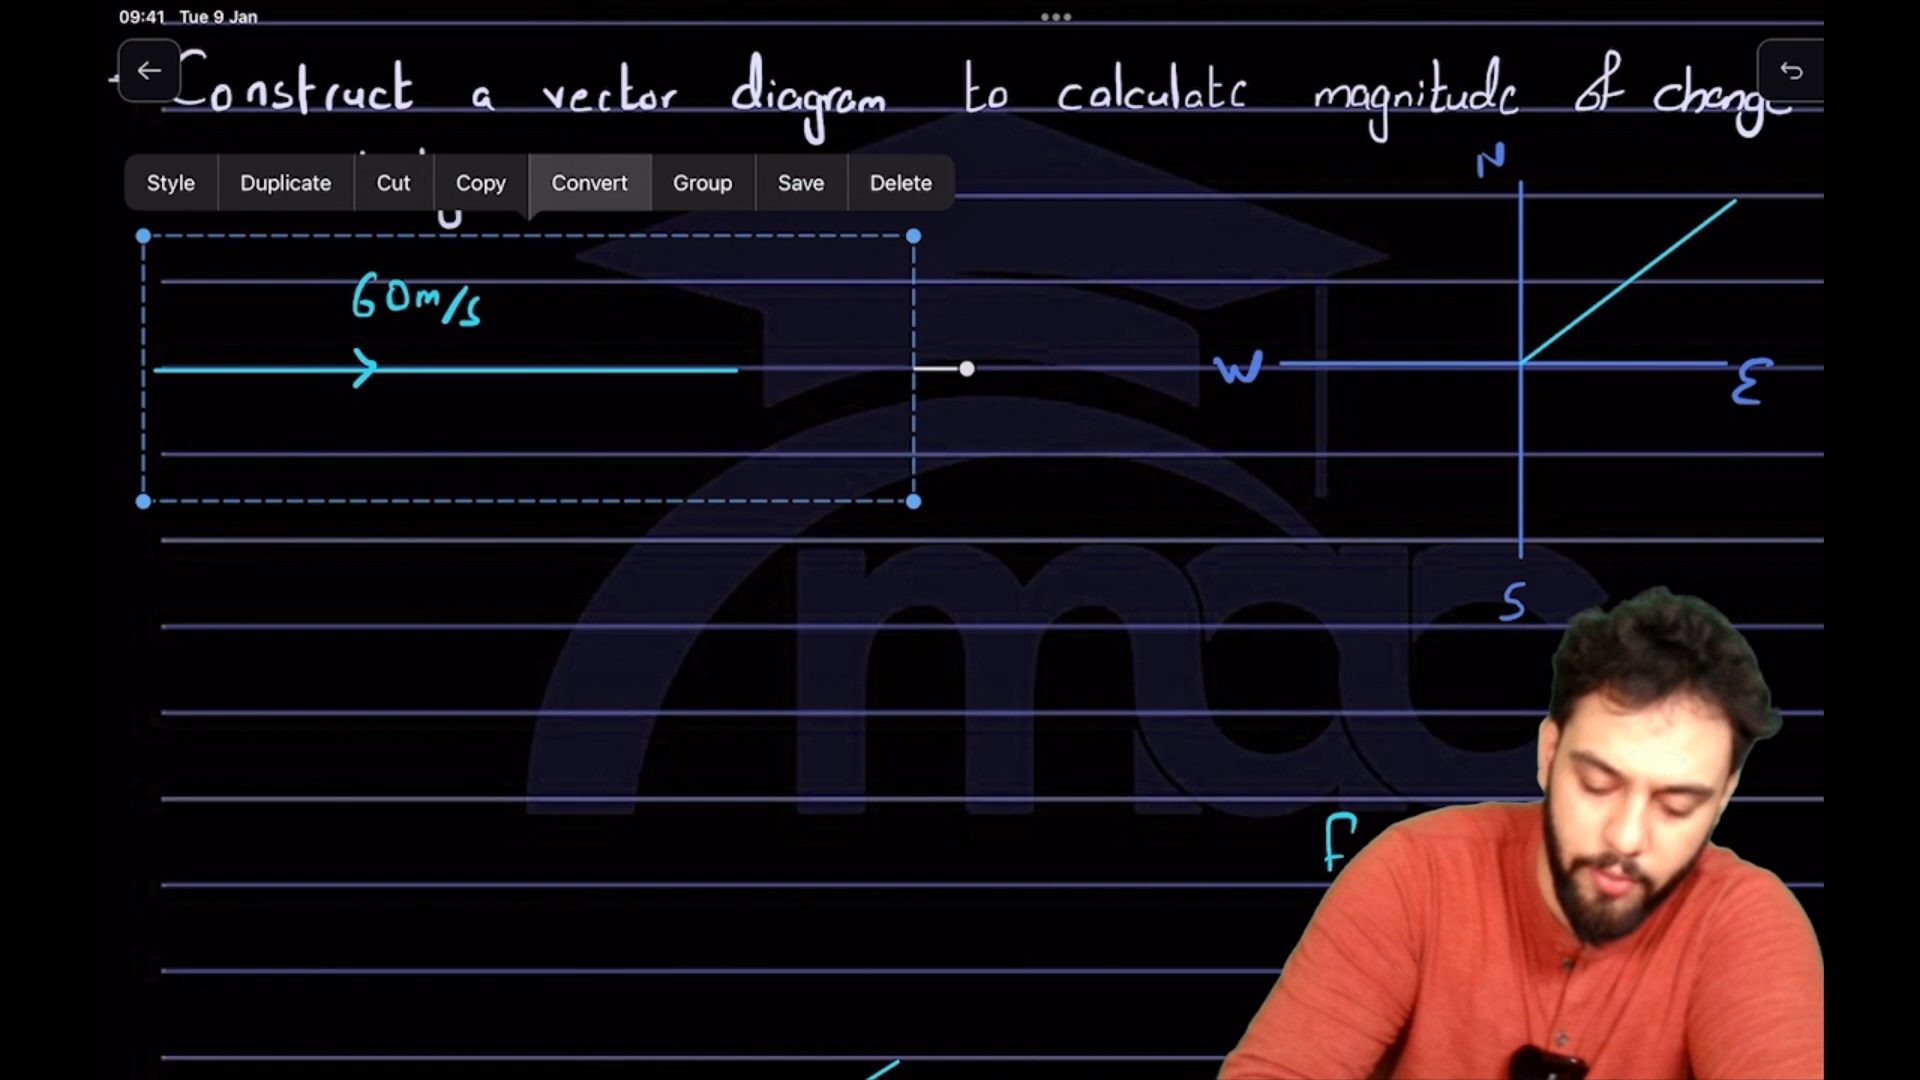 09:41 Tue 9 Jan
Construct a vector diagram to calculate magnitude of change
Style Duplicate Cut Copy Convert Group Save Delete
N
60m/s
W
E
S
mac
F